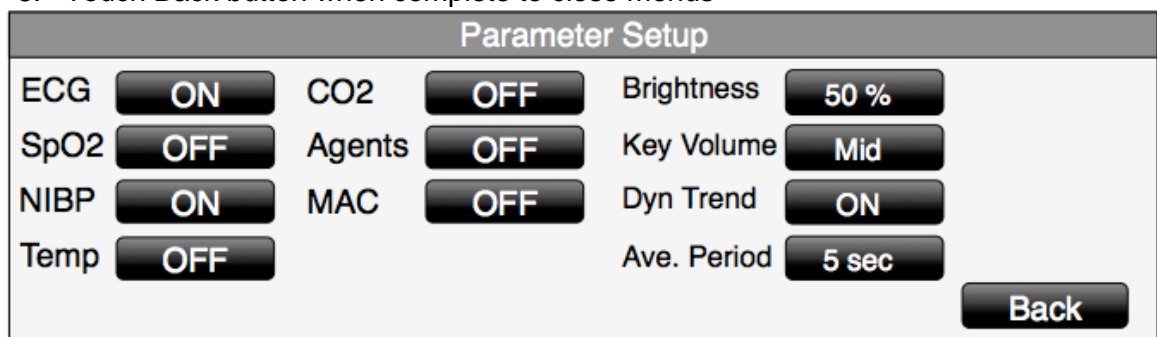 Parameter Setup
ECG ON CO2 OFF Brightness 50 %
SpO2 OFF Agents OFF Key Volume Mid
NIBP ON MAC OFF Dyn Trend ON
Temp OFF Ave. Period 5 sec
Back